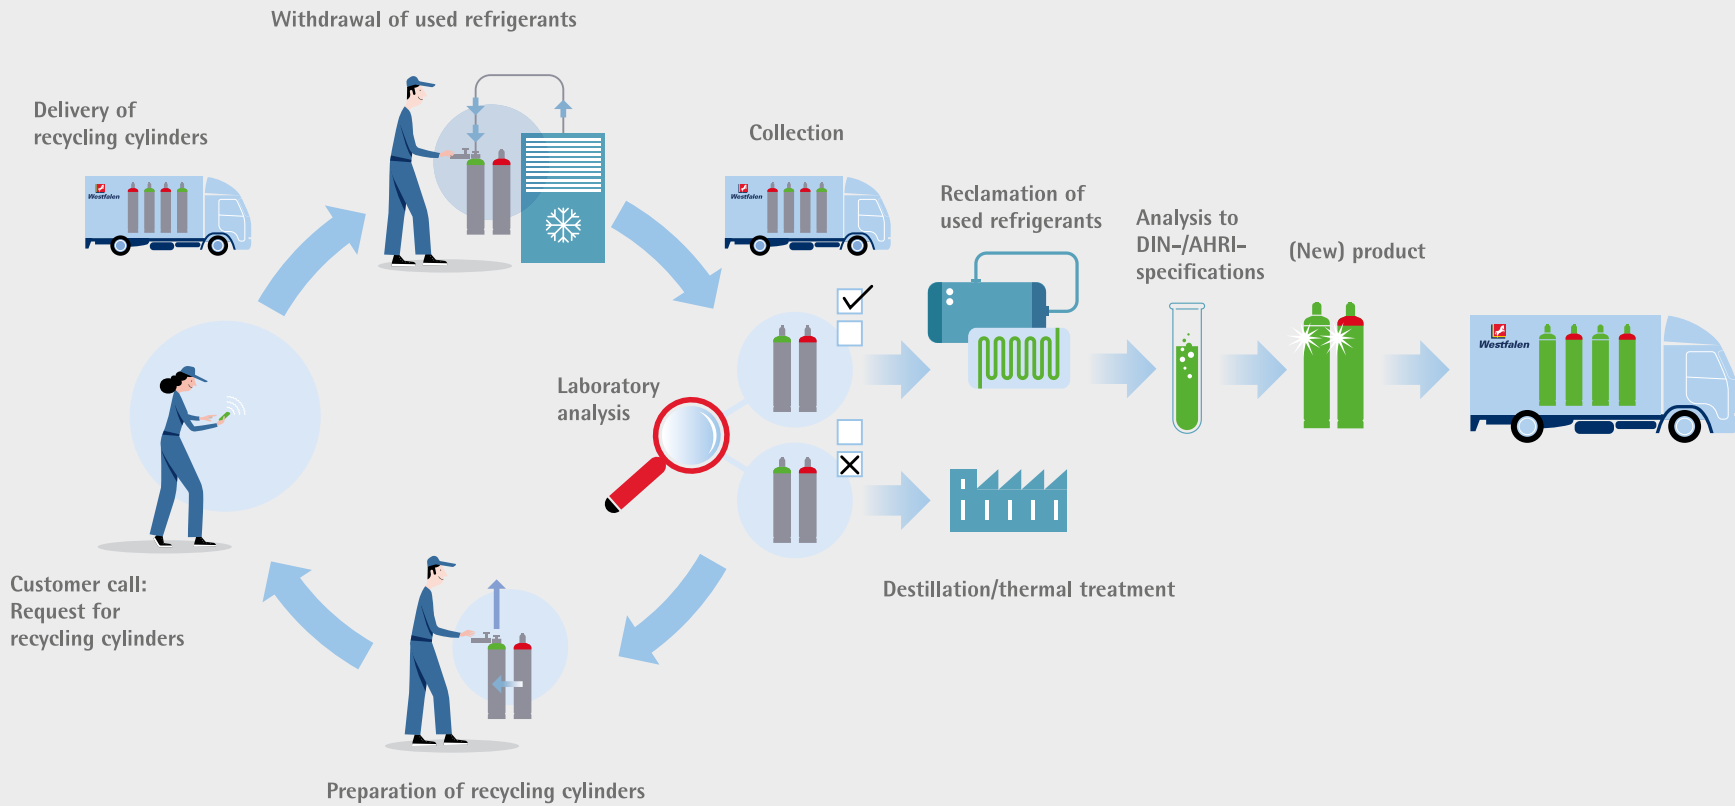 Withdrawal of used refrigerants
Delivery of
recycling cylinders
Westfalen
Collection
Westfalen
Reclamation of
used refrigerants
Analysis to
DIN-/AHRI-
specifications
(New) product
Westfalen
Laboratory
analysis
Customer call:
Request for
recycling cylinders
Destillation/thermal treatment
Preparation of recycling cylinders